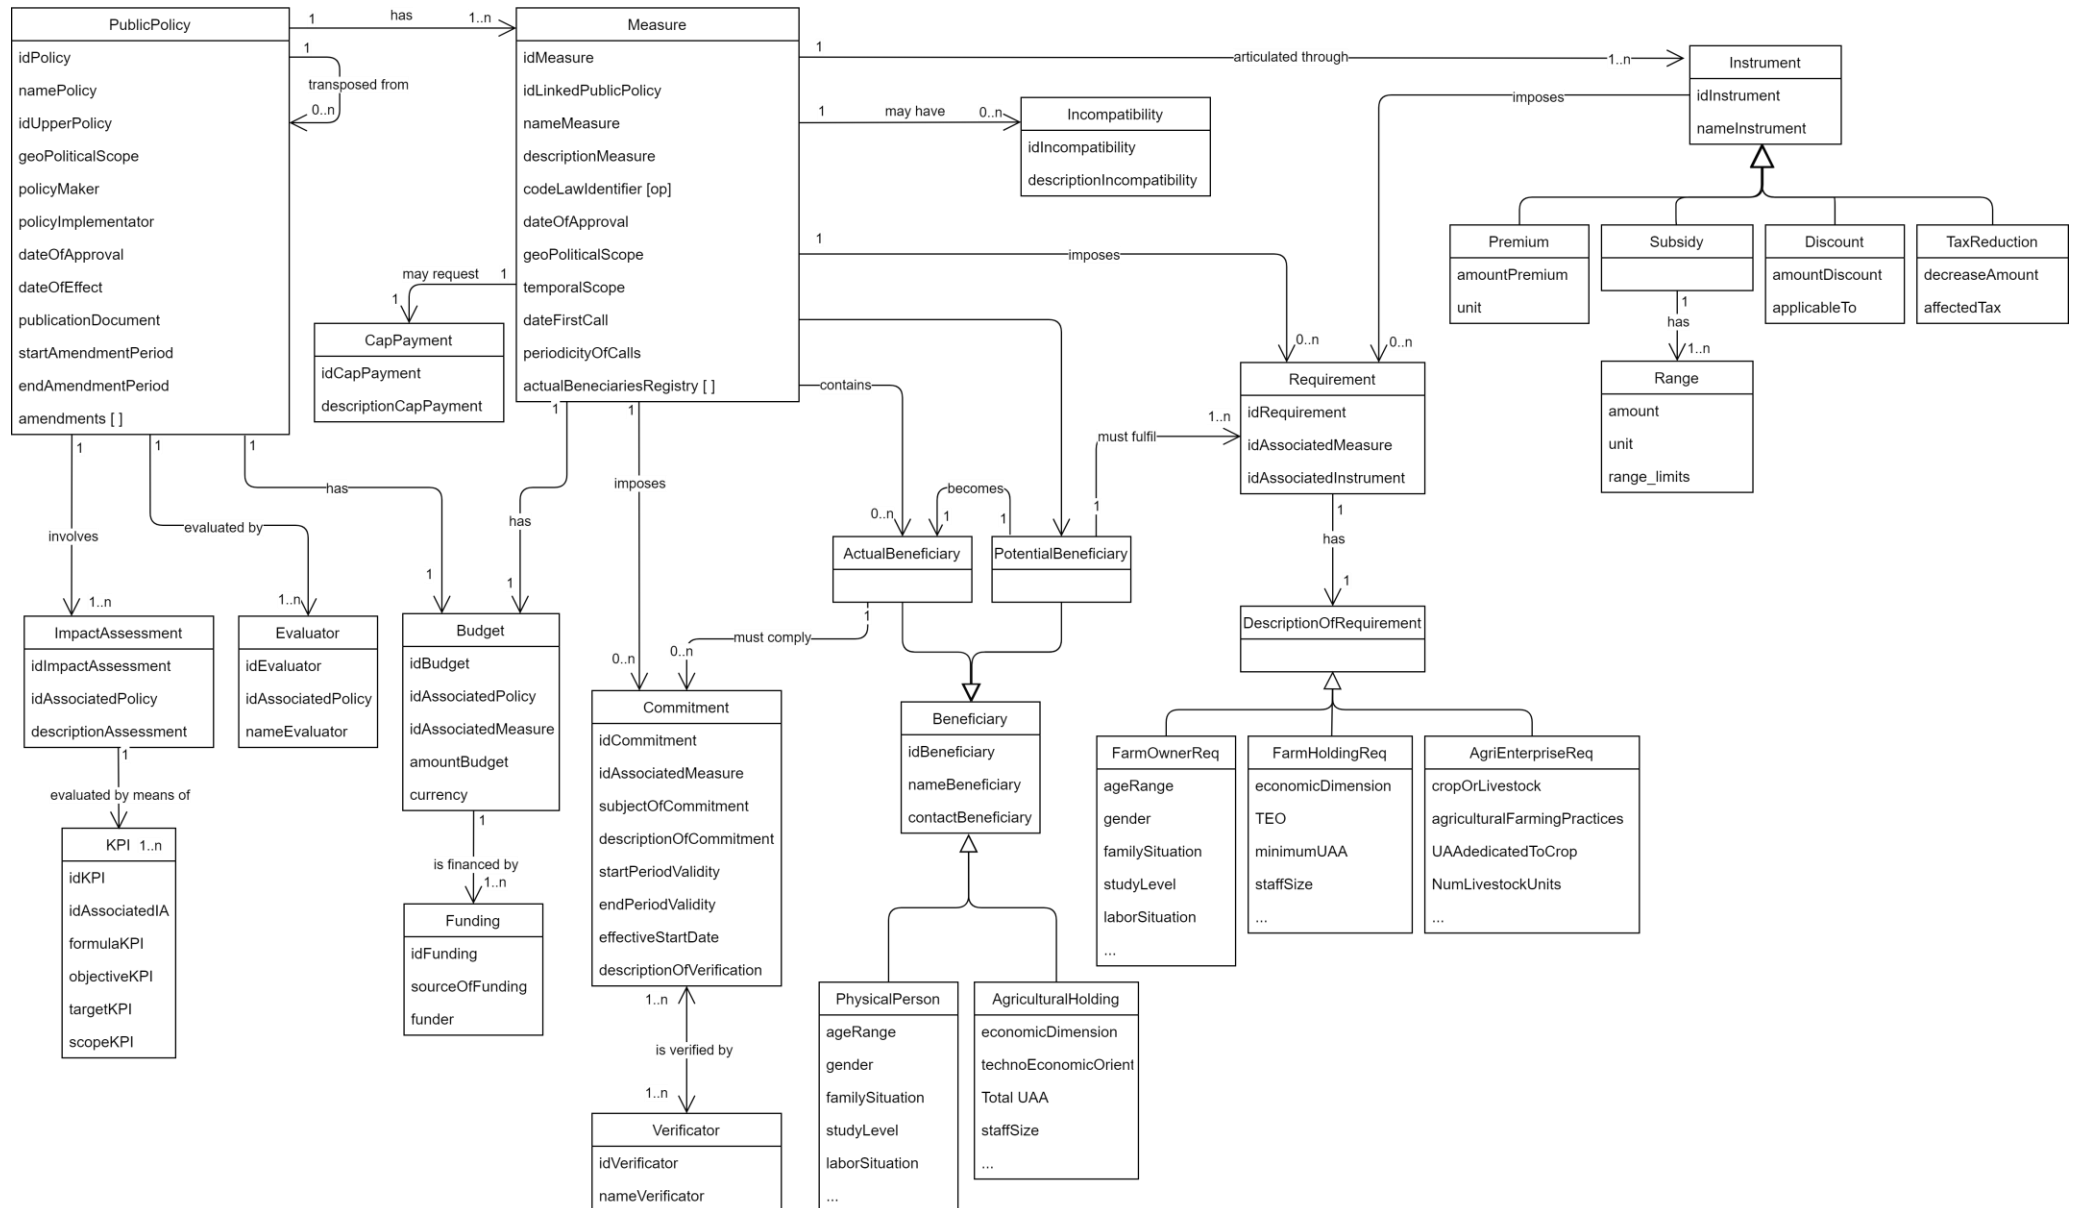 PublicPolicy
idPolicy
namePolicy
idUpperPolicy
geoPoliticalScope
policyMaker
policyImplementator
dateOfApproval
dateOfEffect
publicationDocument
startAmendmentPeriod
endAmendmentPeriod
amendments [ ]
1
has
1..n
1
transposed from
0..n
Measure
idMeasure
idLinkedPublicPolicy
nameMeasure
descriptionMeasure
codeLawIdentifier [op]
dateOfApproval
geoPoliticalScope
temporalScope
dateFirstCall
periodicityOfCalls
actualBeneciariesRegistry [ ]
1
articulated through
1..n
1
may have
0..n
Incompatibility
idIncompatibility
descriptionIncompatibility
Instrument
idInstrument
nameInstrument
imposes
0..n
1
imposes
0..n
Premium
amountPremium
unit
Subsidy
Discount
amountDiscount
applicableTo
TaxReduction
decreaseAmount
affectedTax
1
has
1..n
Range
amount
unit
range_limits
may request
1
1
CapPayment
idCapPayment
descriptionCapPayment
contains
0..n
Requirement
idRequirement
idAssociatedMeasure
idAssociatedInstrument
1..n
must fulfil
1
becomes
1
1
ActualBeneficiary
PotentialBeneficiary
1
has
1
DescriptionOfRequirement
1
involves
1..n
1
evaluated by
1..n
1
has
1
1
has
1
1
imposes
0..n
1
must comply
0..n
ImpactAssessment
idImpactAssessment
idAssociatedPolicy
descriptionAssessment
Evaluator
idEvaluator
idAssociatedPolicy
nameEvaluator
Budget
idBudget
idAssociatedPolicy
idAssociatedMeasure
amountBudget
currency
Commitment
idCommitment
idAssociatedMeasure
subjectOfCommitment
descriptionOfCommitment
startPeriodValidity
endPeriodValidity
effectiveStartDate
descriptionOfVerification
Beneficiary
idBeneficiary
nameBeneficiary
contactBeneficiary
FarmOwnerReq
ageRange
gender
familySituation
studyLevel
laborSituation
...
FarmHoldingReq
economicDimension
TEO
minimumUAA
staffSize
...
AgriEnterpriseReq
cropOrLivestock
agriculturalFarmingPractices
UAAdedicatedToCrop
NumLivestockUnits
...
1
evaluated by means of
KPI 1..n
idKPI
idAssociatedIA
formulaKPI
objectiveKPI
targetKPI
scopeKPI
1
is financed by
1..n
Funding
idFunding
sourceOfFunding
funder
1..n
is verified by
1..n
Verificator
idVerificator
nameVerificator
PhysicalPerson
ageRange
gender
familySituation
studyLevel
laborSituation
...
AgriculturalHolding
economicDimension
technoEconomicOrient
Total UAA
staffSize
...